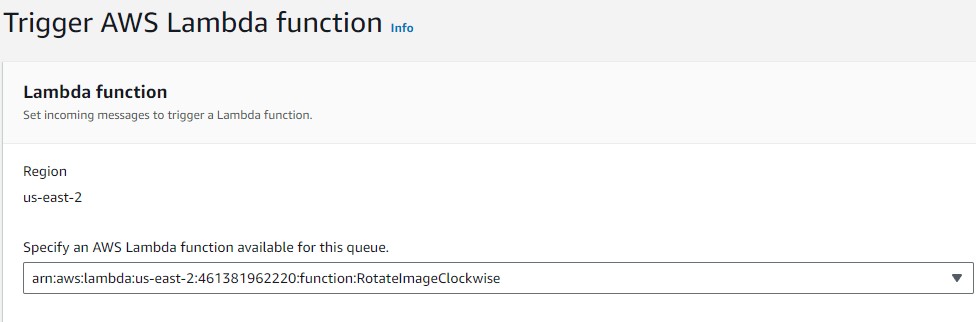 Trigger AWS Lambda function Info
Lambda function
Set incoming messages to trigger a Lambda function.
Region
us-east-2
Specify an AWS Lambda function available for this queue.
arn:aws:lambda:us-east-2:461381962220:function:RotateImageClockwise